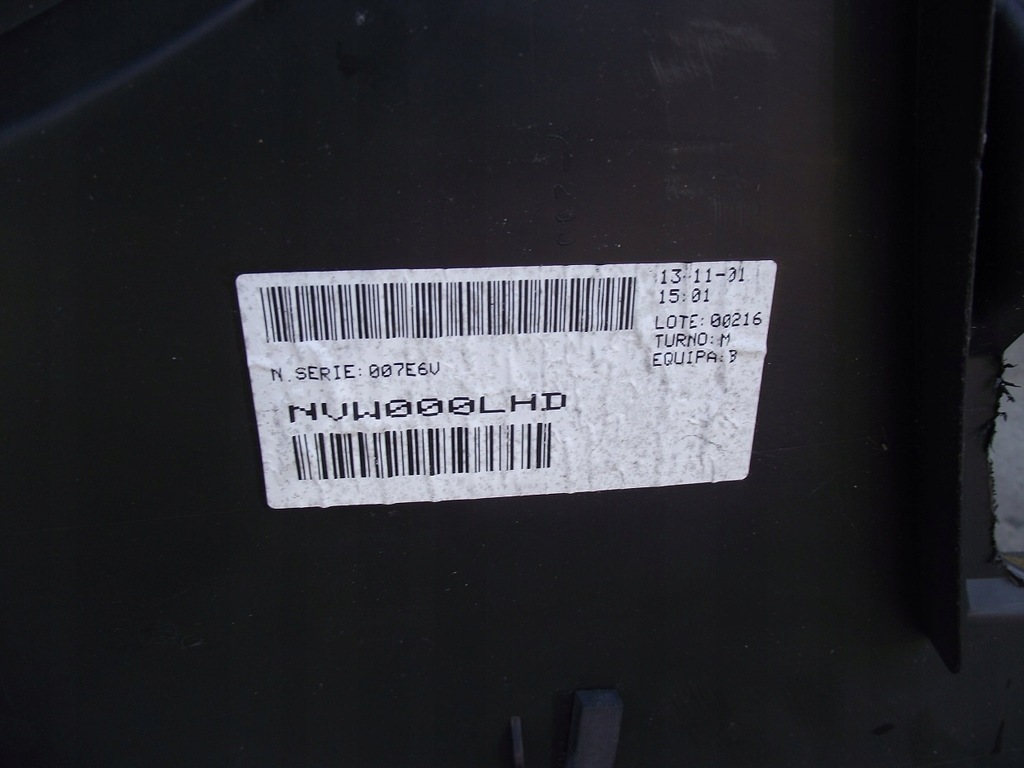 13-11-01
15:01
LOTE: 00216
TURNO: M
EQUIPA: B
N.SERIE: 007E6V
NVW000LHD